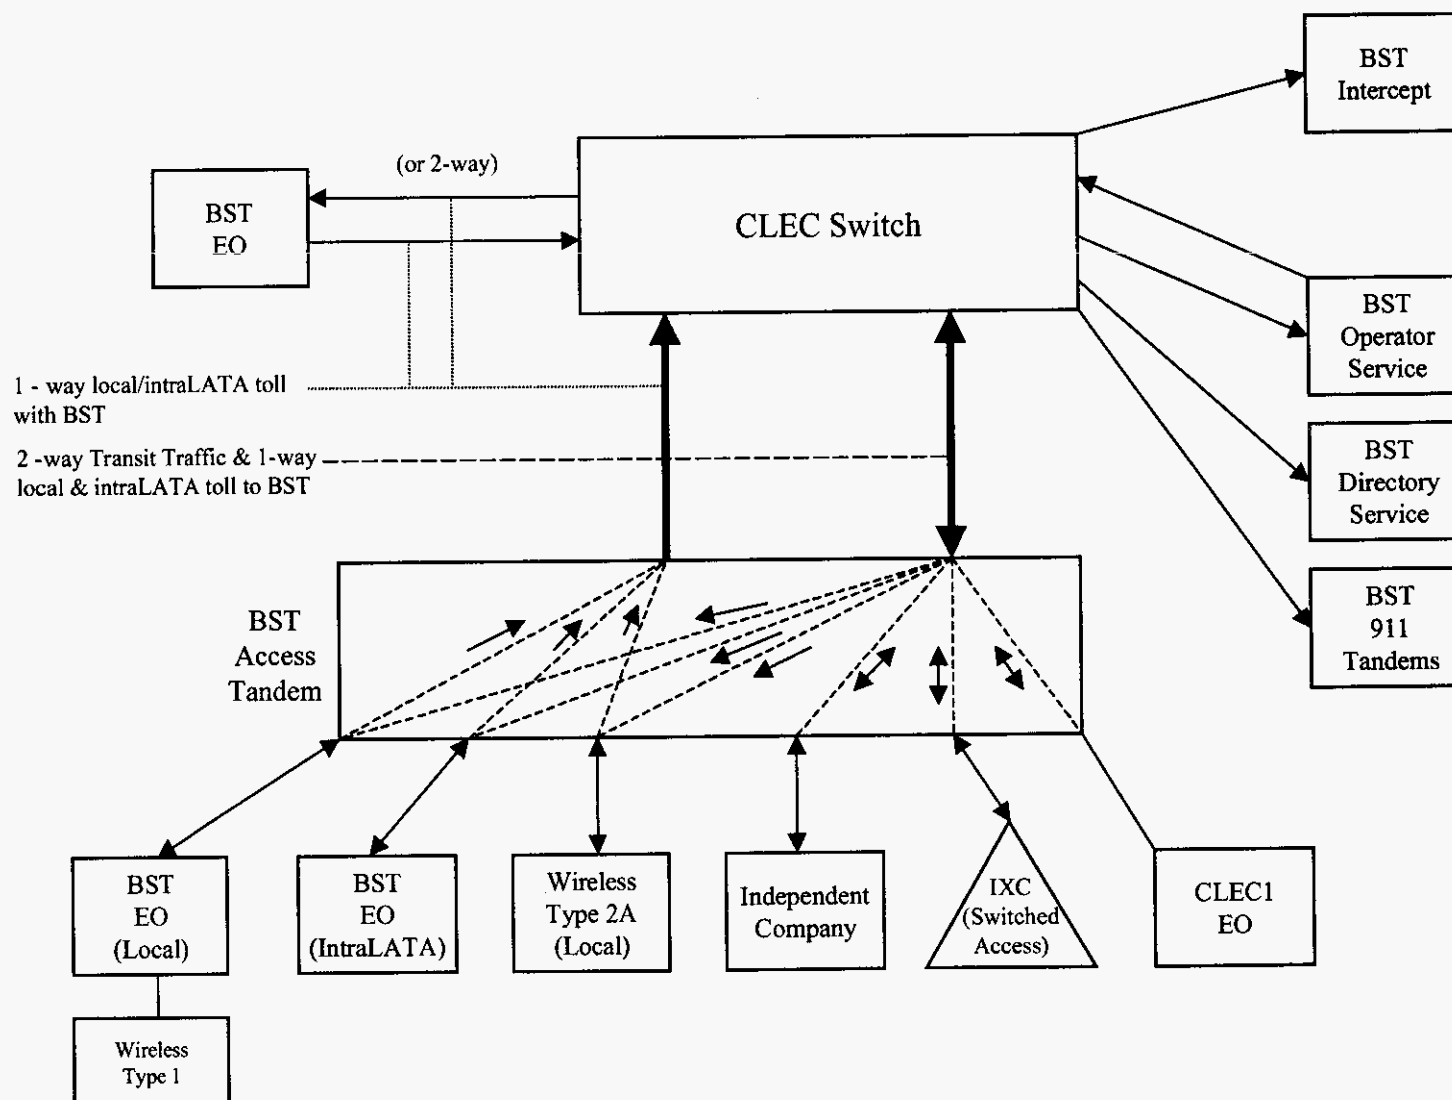 BST
Intercept
(or 2-way)
BST
EO
CLEC Switch
BST
Operator
Service
1 - way local/intraLATA toll
with BST
2 -way Transit Traffic & 1-way
local & intraLATA toll to BST
BST
Directory
Service
BST
911
Tandems
BST
Access
Tandem
BST
EO
(Local)
BST
EO
(IntraLATA)
Wireless
Type 2A
(Local)
Independent
Company
IXC
(Switched
Access)
CLEC1
EO
Wireless
Type 1